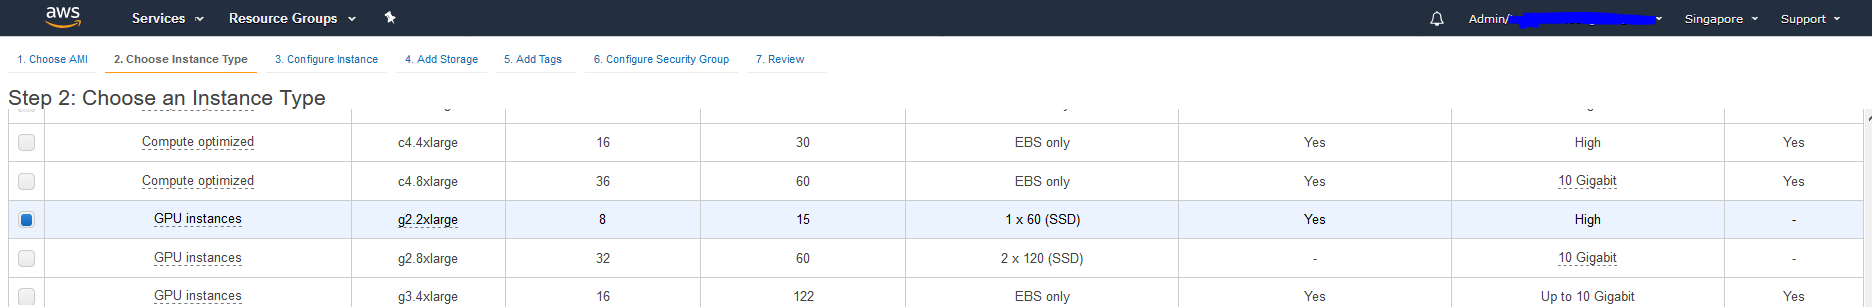 aws Services Resource Groups Admin/ Singapore Support
1. Choose AMI 2. Choose Instance Type 3. Configure Instance 4. Add Storage 5. Add Tags 6. Configure Security Group 7. Review
Step 2: Choose an Instance Type
Compute optimized c4.4xlarge 16 30 EBS only Yes High Yes
Compute optimized c4.8xlarge 36 60 EBS only Yes 10 Gigabit Yes
GPU instances g2.2xlarge 8 15 1 x 60 (SSD) Yes High -
GPU instances g2.8xlarge 32 60 2 x 120 (SSD) - 10 Gigabit -
GPU instances g3.4xlarge 16 122 EBS only Yes Up to 10 Gigabit Yes